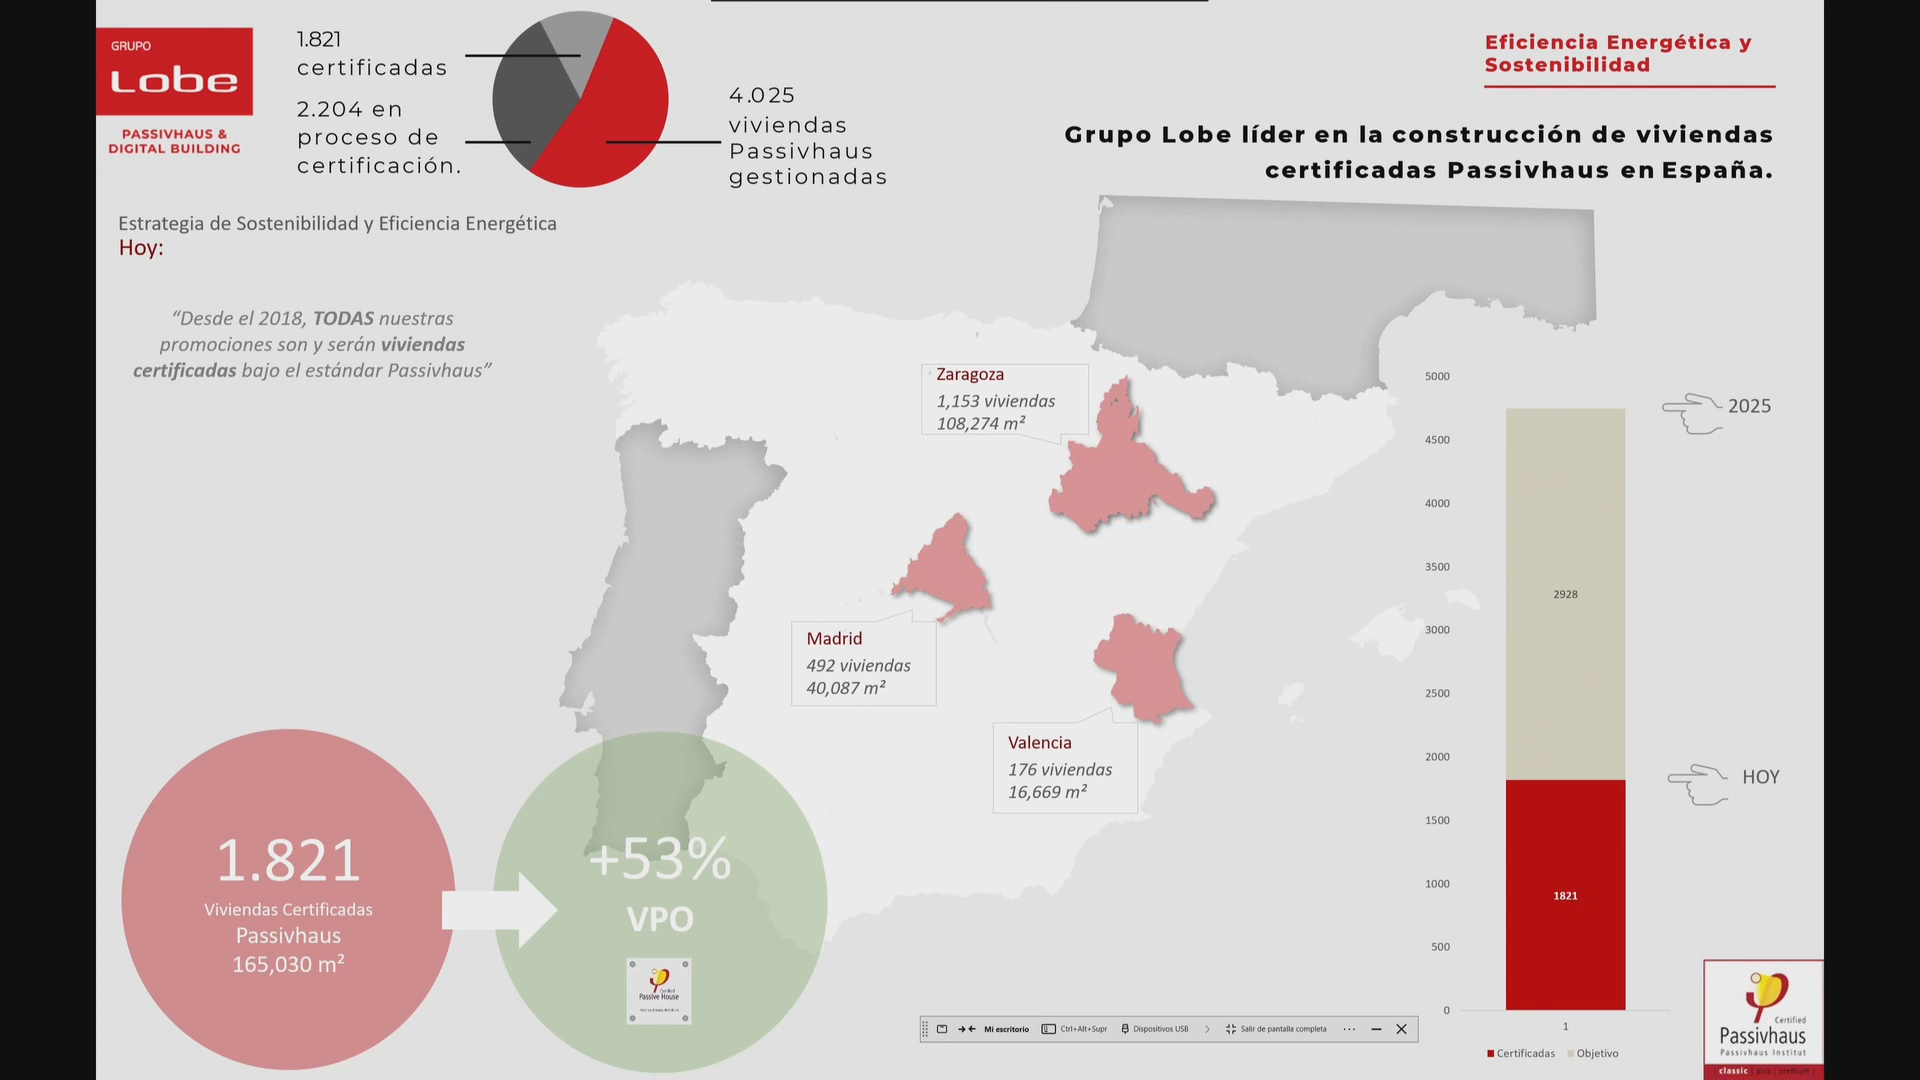 GRUPO
Lobe
PASSIVHAUS &
DIGITAL BUILDING
1.821
certificadas
2.204 en
proceso de
certificación.
4.025
viviendas
Passivhaus
gestionadas
Eficiencia Energética y
Sostenibilidad
Grupo Lobe líder en la construcción de viviendas
certificadas Passivhaus en España.
Estrategia de Sostenibilidad y Eficiencia Energética
Hoy:
“Desde el 2018, TODAS nuestras
promociones son y serán viviendas
certificadas bajo el estándar Passivhaus”
Zaragoza
1,153 viviendas
108,274 m²
Madrid
492 viviendas
40,087 m²
Valencia
176 viviendas
16,669 m²
1.821
Viviendas Certificadas
Passivhaus
165,030 m²
+53%
VPO
Certified
Passive House
5000
4500
4000
3500
3000
2500
2000
1500
1000
500
0
2928
1821
1
Certificadas
Objetivo
2025
HOY
Mi escritorio
Ctrl+Alt+Supr
Dispositivos USB
Salir de pantalla completa
Certified
Passivhaus
Passivhaus Institut
classic | plus | premium